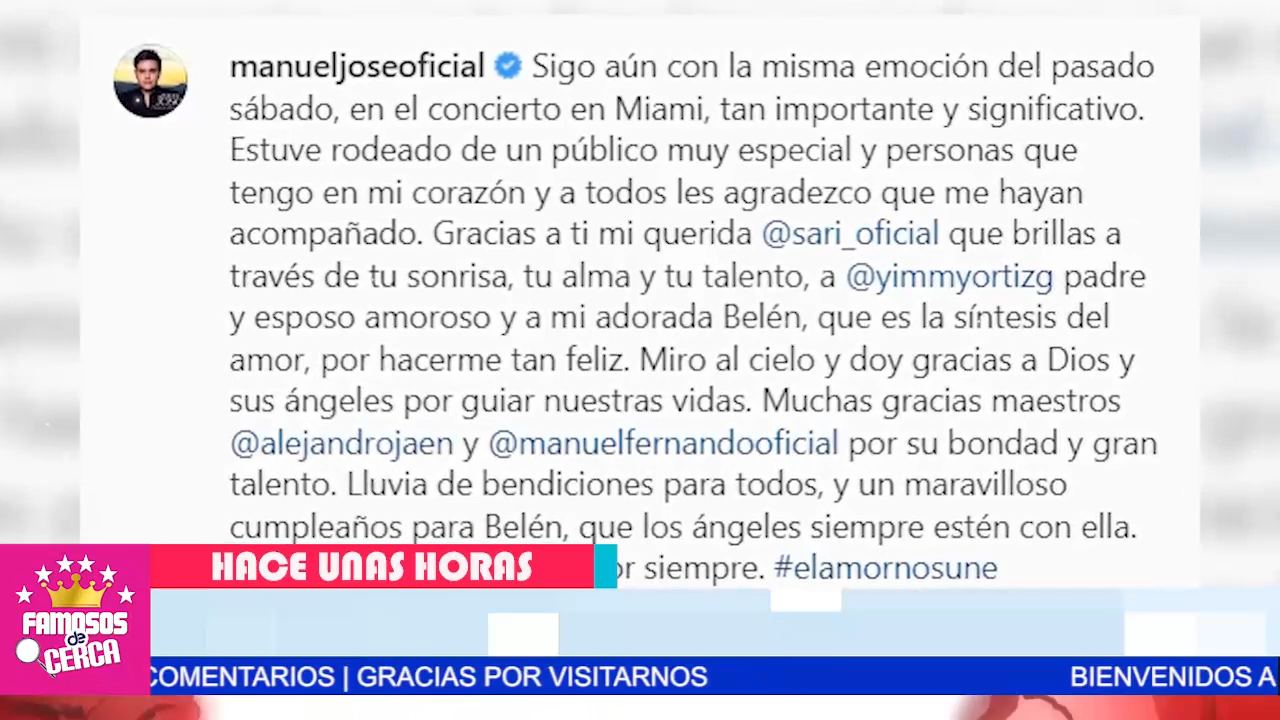 manueljoseoficial Sigo aún con la misma emoción del pasado
sábado, en el concierto en Miami, tan importante y significativo.
Estuve rodeado de un público muy especial y personas que
tengo en mi corazón y a todos les agradezco que me hayan
acompañado. Gracias a ti mi querida @sari_oficial que brillas a
través de tu sonrisa, tu alma y tu talento, a @yimmyortizg padre
y esposo amoroso y a mi adorada Belén, que es la síntesis del
amor, por hacerme tan feliz. Miro al cielo y doy gracias a Dios y
sus ángeles por guiar nuestras vidas. Muchas gracias maestros
@alejandrojaen y @manuelfernandooficial por su bondad y gran
talento. Lluvia de bendiciones para todos, y un maravilloso
cumpleaños para Belén, que los ángeles siempre estén con ella.
or siempre. #elamornosune
HACE UNAS HORAS
FAMOSOS
de
CERCA
COMENTARIOS | GRACIAS POR VISITARNOS
BIENVENIDOS A